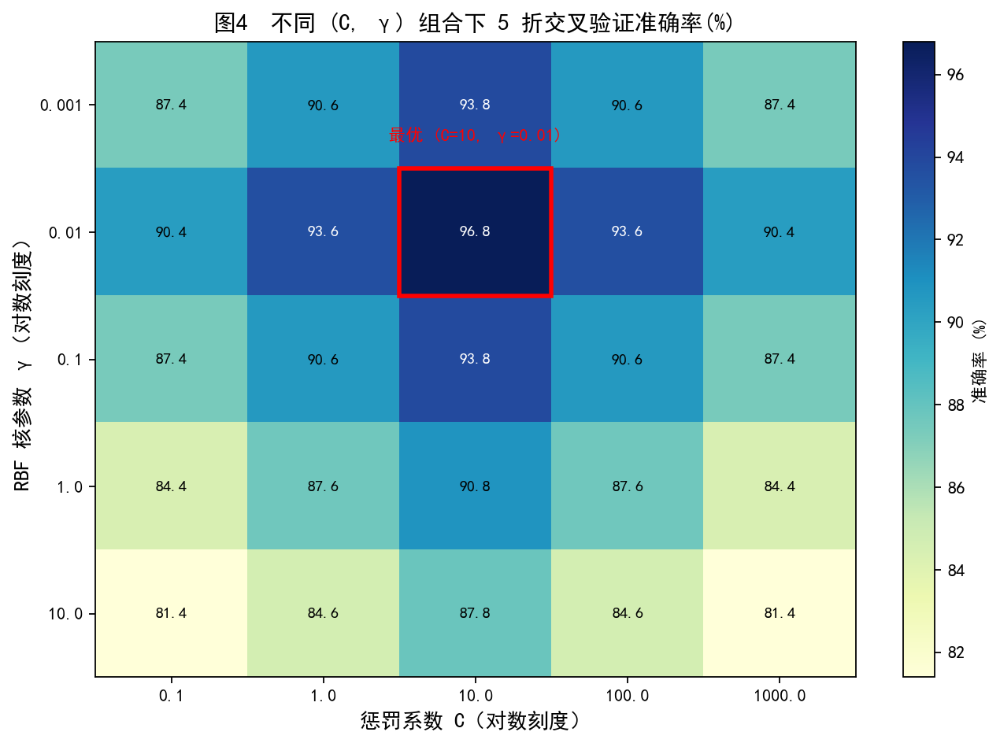 图4  不同 (C, γ) 组合下 5 折交叉验证准确率(%)
0.001 87.4 90.6 93.8 90.6 87.4
最优 (C=10, γ=0.01)
0.01 90.4 93.6 96.8 93.6 90.4
0.1 87.4 90.6 93.8 90.6 87.4
1.0 84.4 87.6 90.8 87.6 84.4
10.0 81.4 84.6 87.8 84.6 81.4
0.1 1.0 10.0 100.0 1000.0
惩罚系数 C（对数刻度）
RBF 核参数 γ（对数刻度）
96
94
92
90
88
86
84
82
准确率 (%)